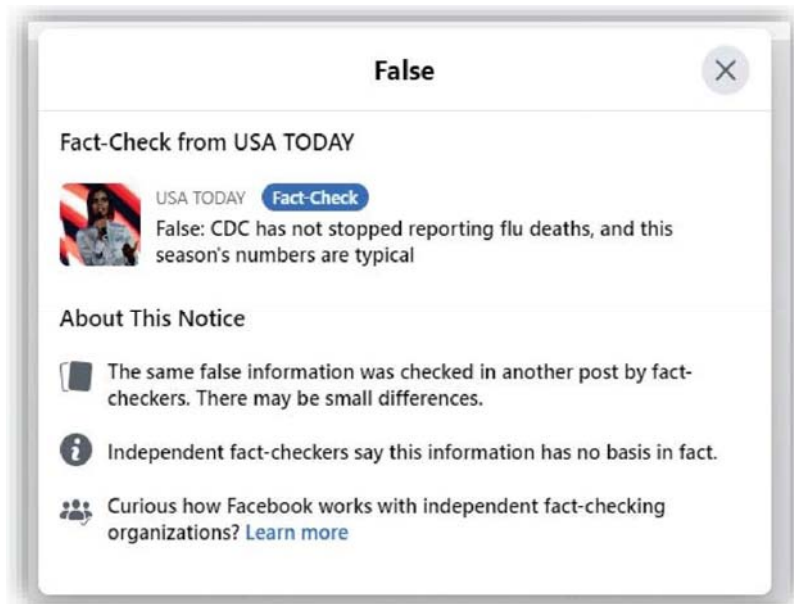 False
Fact-Check from USA TODAY
USA TODAY Fact-Check
False: CDC has not stopped reporting flu deaths, and this
season's numbers are typical
About This Notice
The same false information was checked in another post by fact-
checkers. There may be small differences.
Independent fact-checkers say this information has no basis in fact.
Curious how Facebook works with independent fact-checking
organizations? Learn more